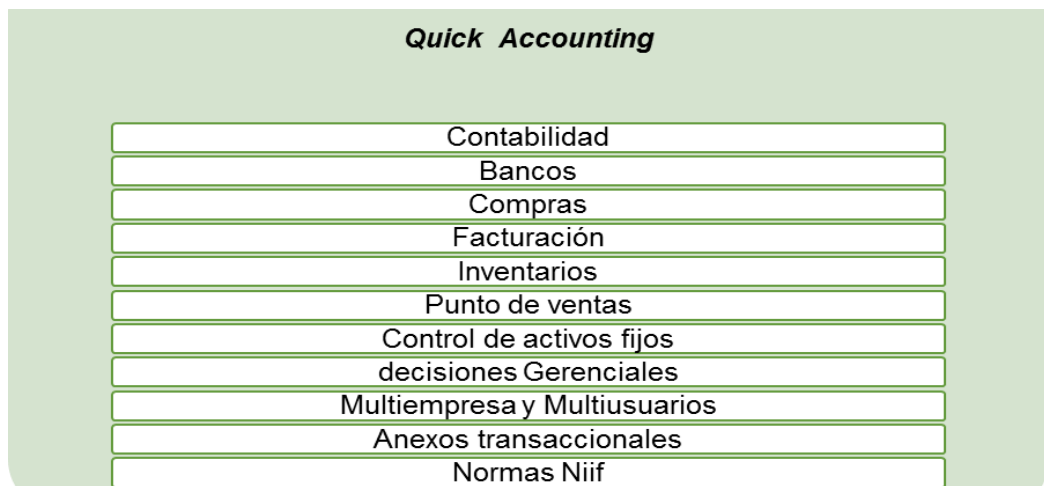 Quick Accounting
Contabilidad
Bancos
Compras
Facturación
Inventarios
Punto de ventas
Control de activos fijos
decisiones Gerenciales
Multiempresa y Multiusuarios
Anexos transaccionales
Normas Niif